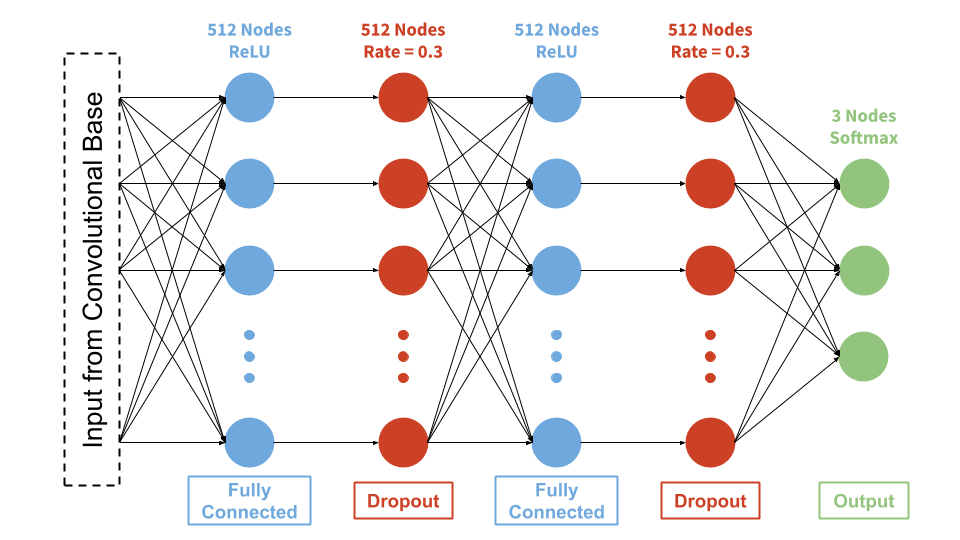 512 Nodes
ReLU
512 Nodes
Rate = 0.3
512 Nodes
ReLU
512 Nodes
Rate = 0.3
3 Nodes
Softmax
Input from Convolutional Base
Fully
Connected
Dropout
Fully
Connected
Dropout
Output